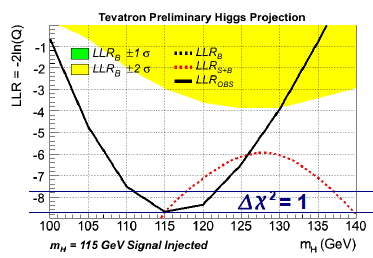 Tevatron Preliminary Higgs Projection
LLR = -2ln(Q)
LLR_B ±1 σ
LLR_B ±2 σ
LLR_B
LLR_S+B
LLR_OBS
0
-1
-2
-3
-4
-5
-6
-7
-8
Δχ² = 1
100 105 110 115 120 125 130 135 140
m_H = 115 GeV Signal Injected
m_H (GeV)